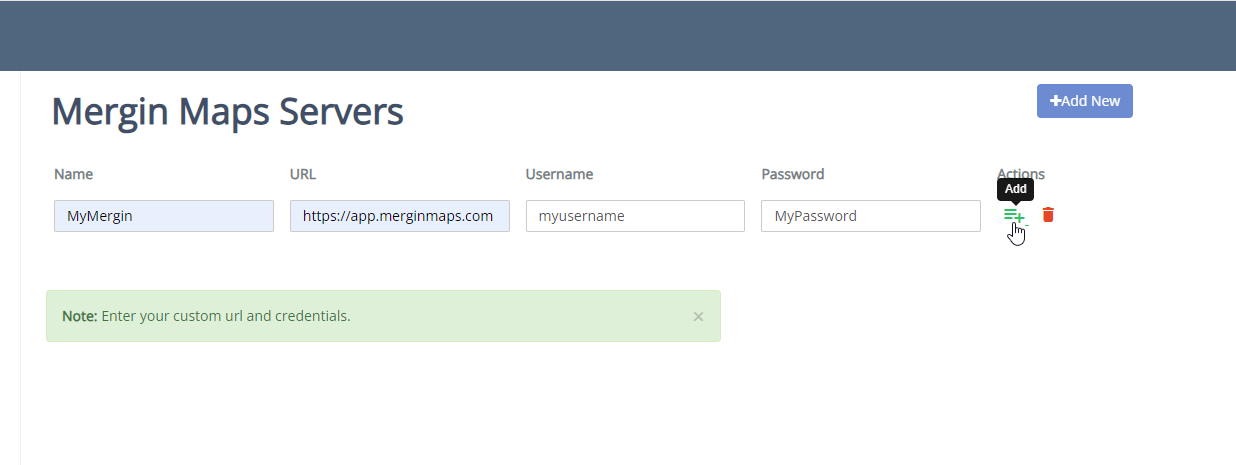 Mergin Maps Servers
+Add New
Name URL Username Password Actions
Add
MyMergin https://app.merginmaps.com myusername MyPassword
Note: Enter your custom url and credentials. ×